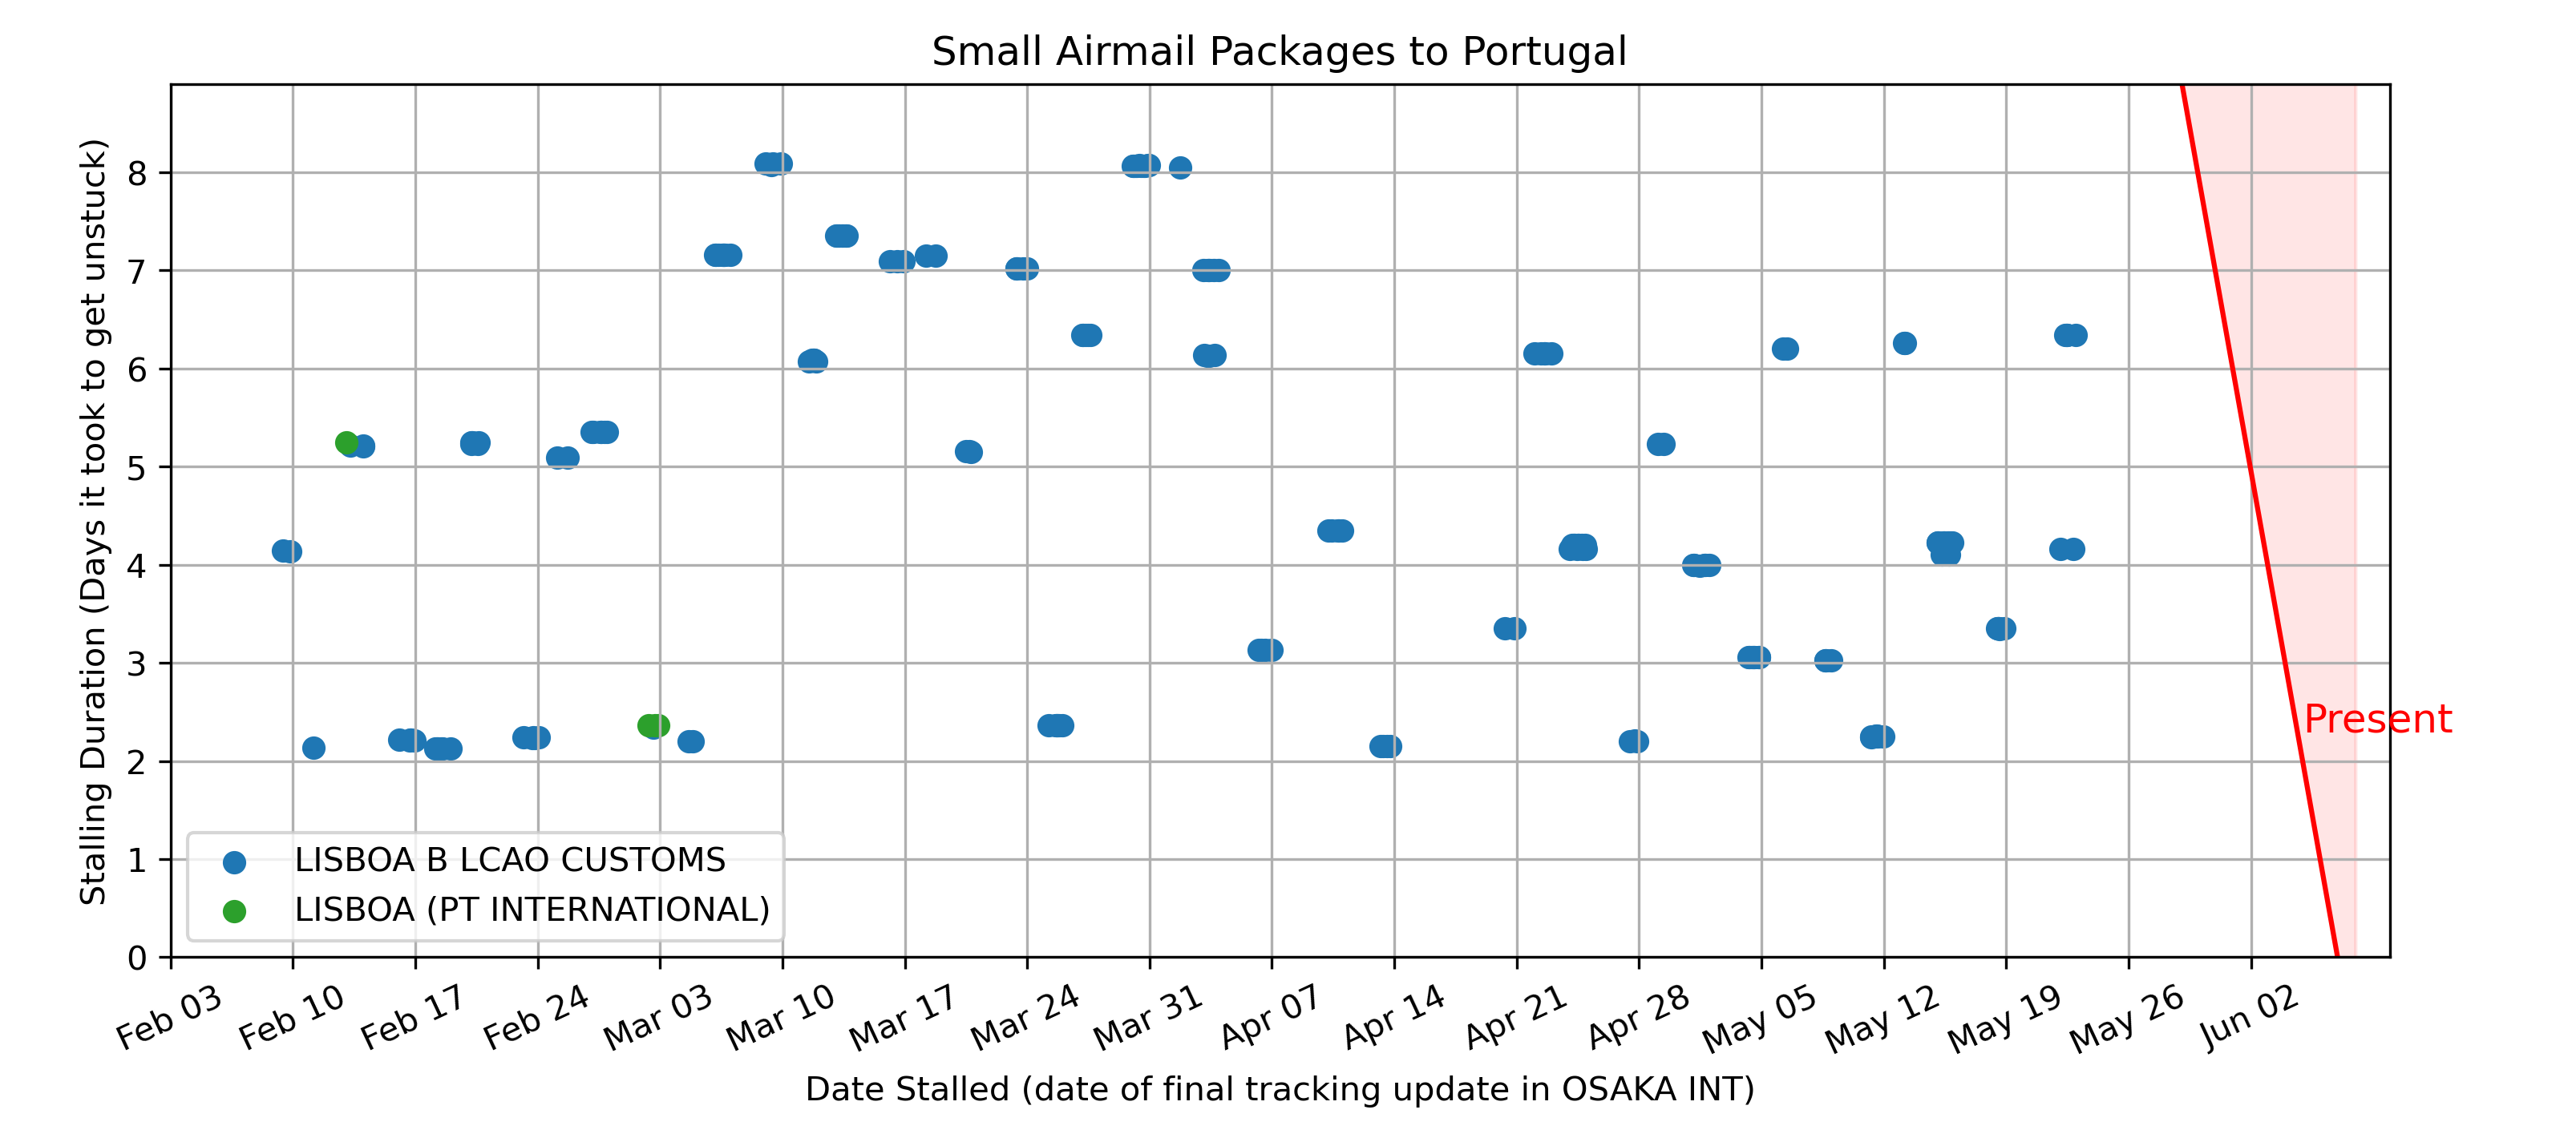 Small Airmail Packages to Portugal
Stalling Duration (Days it took to get unstuck)
8
7
6
5
4
3
2
1
0
Present
LISBOA B LCAO CUSTOMS
LISBOA (PT INTERNATIONAL)
Feb 03
Feb 10
Feb 17
Feb 24
Mar 03
Mar 10
Mar 17
Mar 24
Mar 31
Apr 07
Apr 14
Apr 21
Apr 28
May 05
May 12
May 19
May 26
Jun 02
Date Stalled (date of final tracking update in OSAKA INT)